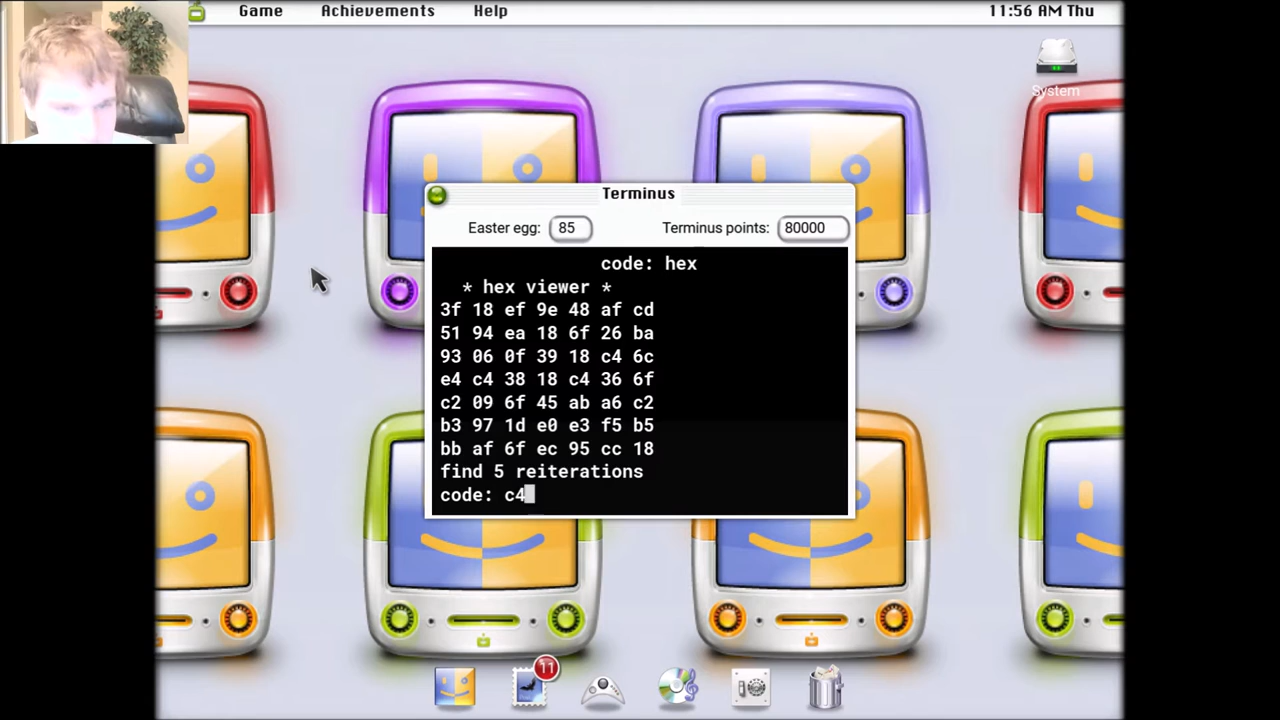 Game Achievements Help 11:56 AM Thu
System
Terminus
Easter egg: 85 Terminus points: 80000
code: hex
* hex viewer *
3f 18 ef 9e 48 af cd
51 94 ea 18 6f 26 ba
93 06 0f 39 18 c4 6c
e4 c4 38 18 c4 36 6f
c2 09 6f 45 ab a6 c2
b3 97 1d e0 e3 f5 b5
bb af 6f ec 95 cc 18
find 5 reiterations
code: c4
11